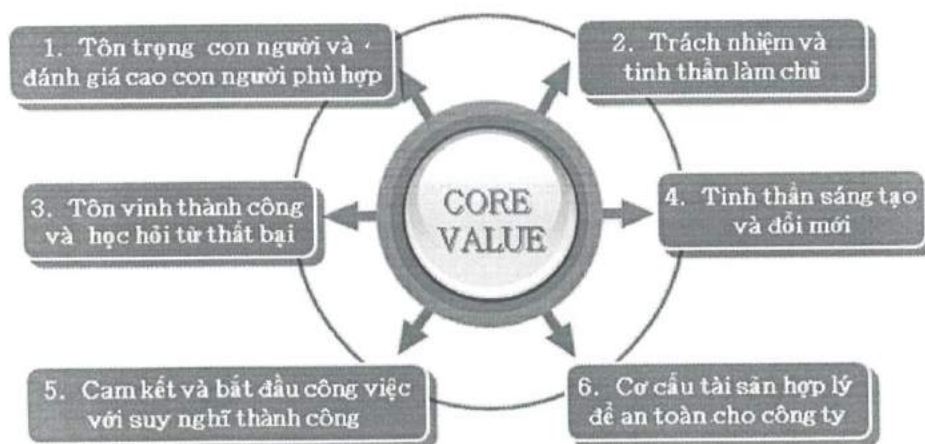 1. Tôn trọng con người và
đánh giá cao con người phù hợp
2. Trách nhiệm và
tinh thần làm chủ
3. Tôn vinh thành công
và học hỏi từ thất bại
CORE
VALUE
4. Tinh thần sáng tạo
và đổi mới
5. Cam kết và bắt đầu công việc
với suy nghĩ thành công
6. Cơ cấu tài sản hợp lý
để an toàn cho công ty